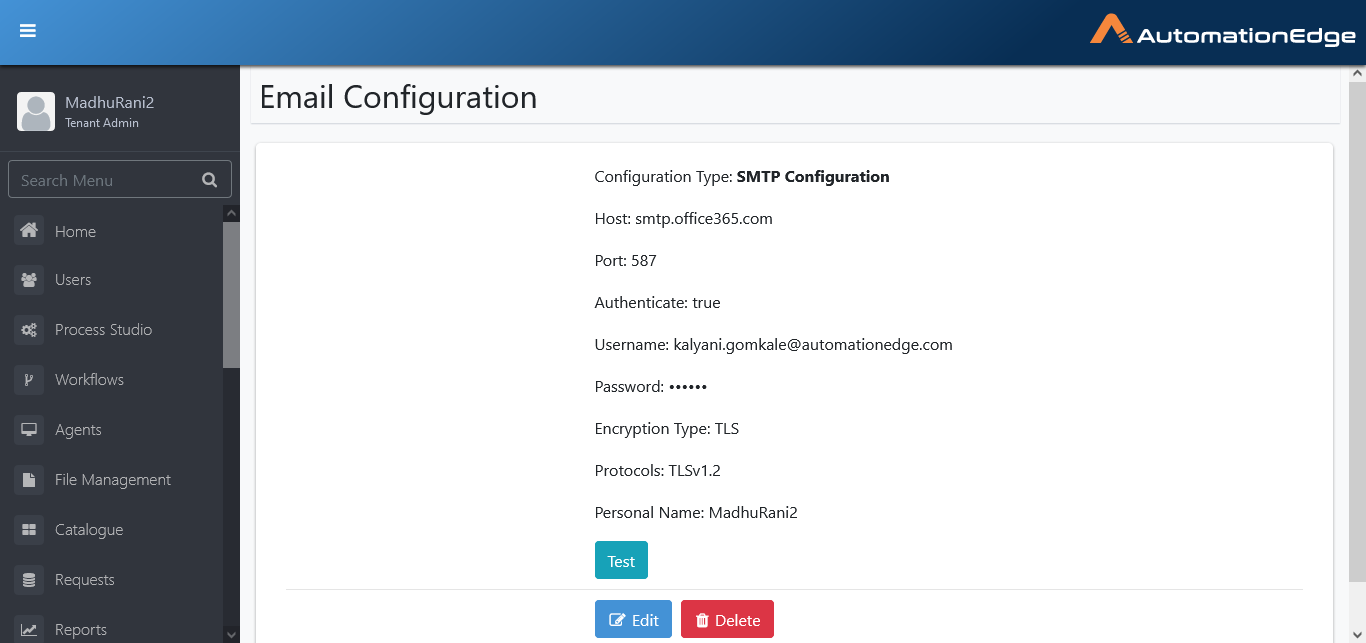 AutomationEdge
MadhuRani2
Tenant Admin
Search Menu
Home
Users
Process Studio
Workflows
Agents
File Management
Catalogue
Requests
Reports
Email Configuration
Configuration Type: SMTP Configuration
Host: smtp.office365.com
Port: 587
Authenticate: true
Username: kalyani.gomkale@automationedge.com
Password: ••••••
Encryption Type: TLS
Protocols: TLSv1.2
Personal Name: MadhuRani2
Test
Edit
Delete